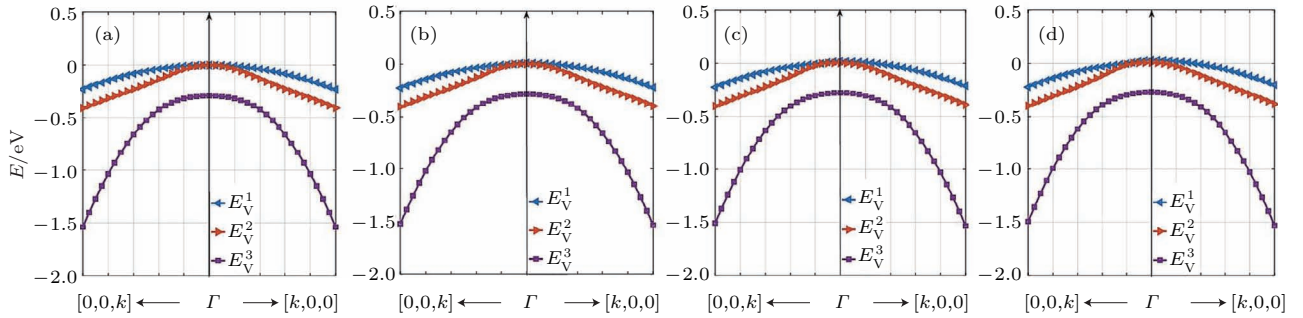 0.5
0
−0.5
−1.0
−1.5
−2.0
E/eV
(a)
E_V^1
E_V^2
E_V^3
[0,0,k] ← Γ → [k,0,0]
0.5
0
−0.5
−1.0
−1.5
−2.0
(b)
E_V^1
E_V^2
E_V^3
[0,0,k] ← Γ → [k,0,0]
0.5
0
−0.5
−1.0
−1.5
−2.0
(c)
E_V^1
E_V^2
E_V^3
[0,0,k] ← Γ → [k,0,0]
0.5
0
−0.5
−1.0
−1.5
−2.0
(d)
E_V^1
E_V^2
E_V^3
[0,0,k] ← Γ → [k,0,0]